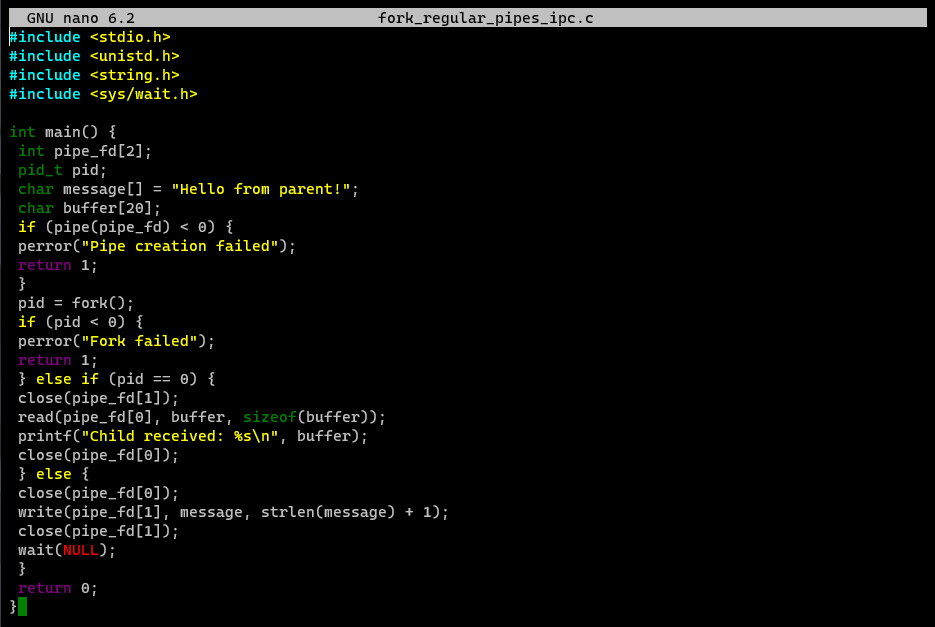 GNU nano 6.2 fork_regular_pipes_ipc.c
#include <stdio.h>
#include <unistd.h>
#include <string.h>
#include <sys/wait.h>

int main() {
 int pipe_fd[2];
 pid_t pid;
 char message[] = "Hello from parent!";
 char buffer[20];
 if (pipe(pipe_fd) < 0) {
 perror("Pipe creation failed");
 return 1;
 }
 pid = fork();
 if (pid < 0) {
 perror("Fork failed");
 return 1;
 } else if (pid == 0) {
 close(pipe_fd[1]);
 read(pipe_fd[0], buffer, sizeof(buffer));
 printf("Child received: %s\n", buffer);
 close(pipe_fd[0]);
 } else {
 close(pipe_fd[0]);
 write(pipe_fd[1], message, strlen(message) + 1);
 close(pipe_fd[1]);
 wait(NULL);
 }
 return 0;
}